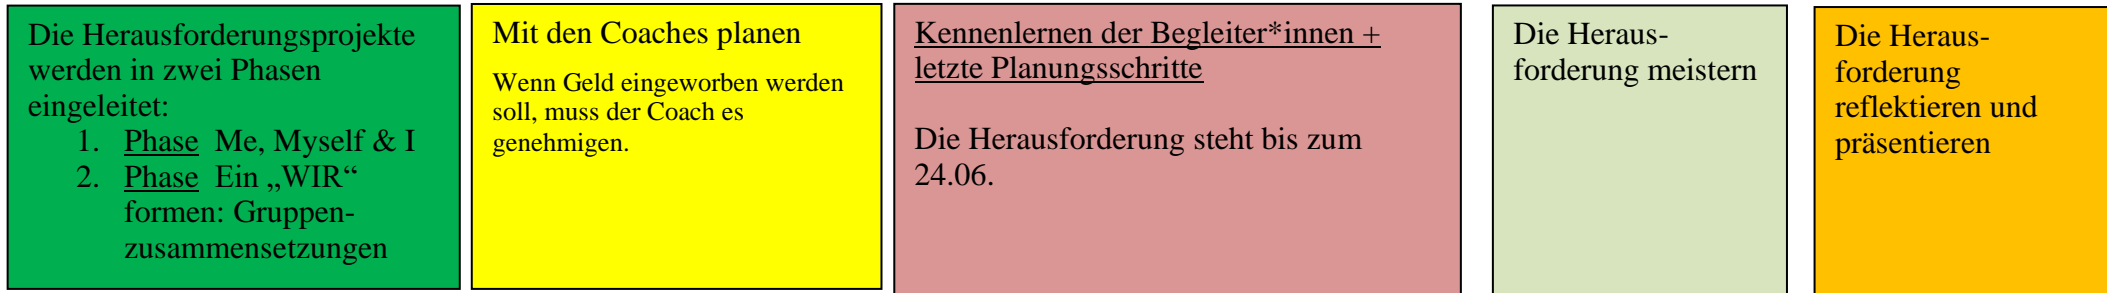 Die Herausforderungsprojekte
werden in zwei Phasen
eingeleitet:
1. Phase Me, Myself & I
2. Phase Ein „WIR“
formen: Gruppen-
zusammensetzungen
Mit den Coaches planen
Wenn Geld eingeworben werden
soll, muss der Coach es
genehmigen.
Kennenlernen der Begleiter*innen +
letzte Planungsschritte
Die Herausforderung steht bis zum
24.06.
Die Heraus-
forderung meistern
Die Heraus-
forderung
reflektieren und
präsentieren